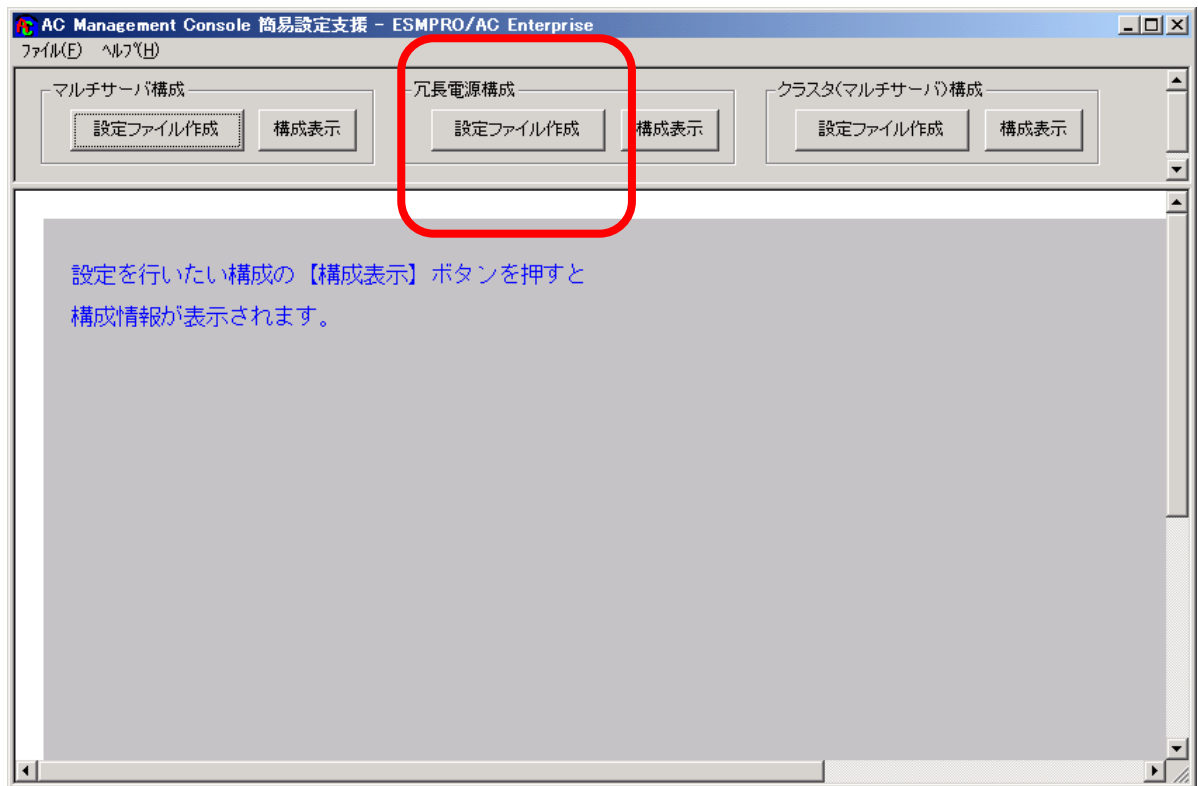 AC Management Console 簡易設定支援 - ESMPRO/AC Enterprise
ﾌｧｲﾙ(F) ﾍﾙﾌﾟ(H)
マルチサーバ構成 冗長電源構成 クラスタ(マルチサーバ)構成
設定ファイル作成 構成表示 設定ファイル作成 構成表示 設定ファイル作成 構成表示
設定を行いたい構成の【構成表示】ボタンを押すと
構成情報が表示されます。